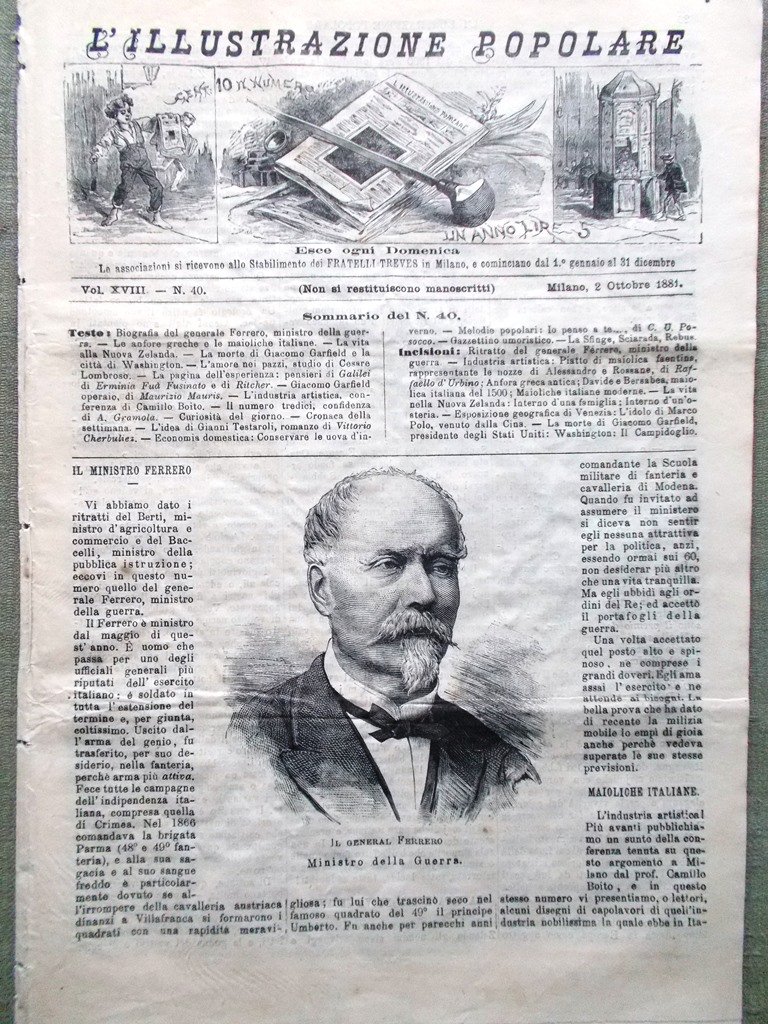 L'ILLUSTRAZIONE POPOLARE
CENT. 10 IL NUMERO
L'ILLUSTRAZIONE POPOLARE
UN ANNO LIRE 5
Esce ogni Domenica
Le associazioni si ricevono allo Stabilimento dei FRATELLI TREVES in Milano, e cominciano dal 1.º gennaio al 31 dicembre
Vol. XVIII — N. 40. (Non si restituiscono manoscritti) Milano, 2 Ottobre 1881.
Sommario del N. 40.
Testo: Biografia del generale Ferrero, ministro della guer-
ra. — Le anfore greche e le maioliche italiane. — La vita
alla Nuova Zelanda. — La morte di Giacomo Garfield e la
città di Washington. — L'amore nei pazzi, studio di Cesare
Lombroso. — La pagina dell'esperienza: pensieri di Galilei
di Erminia Fuà Fusinato e di Ritcher. — Giacomo Garfield
operaio, di Maurizio Mauris. — L'industria artistica, con-
ferenza di Camillo Boito. — Il numero tredici, confidenza
di A. Gramola. — Curiosità del giorno. — Cronaca della
settimana. — L'idea di Gianni Testaroli, romanzo di Vittorio
Cherbuliez. — Economia domestica: Conservare le uova d'in-
verno. — Melodie popolari: Io penso a te..., di C. U. Po-
socco. — Gazzettino umoristico. — La Sfinge, Sciarada, Rebus.
Incisioni: Ritratto del generale Ferrero, ministro della
guerra. — Industria artistica: Piatto di maiolica faentina,
rappresentante le nozze di Alessandro e Rossane, di Raf-
faello d'Urbino; Anfora greca antica; Davide e Bersabea, maio-
lica italiana del 1500; Maioliche italiane moderne. — La vita
nella Nuova Zelanda: Interno d'una famiglia; Interno d'un'o-
steria. — Esposizione geografica di Venezia: L'idolo di Marco
Polo, venuto dalla Cina. — La morte di Giacomo Garfield,
presidente degli Stati Uniti: Washington: Il Campidoglio.
IL MINISTRO FERRERO
Vi abbiamo dato i
ritratti del Berti, mi-
nistro d'agricoltura e
commercio e del Bac-
celli, ministro della
pubblica istruzione;
eccovi in questo nu-
mero quello del gene-
rale Ferrero, ministro
della guerra.
Il Ferrero è ministro
dal maggio di que-
st' anno. È uomo che
passa per uno degli
ufficiali generali più
riputati dell' esercito
italiano: è soldato in
tutta l'estensione del
termine e, per giunta,
coltissimo. Uscito dal-
l'arma del genio, fu
trasferito, per suo de-
siderio, nella fanteria,
perchè arma più attiva.
Fece tutte le campagne
dell'indipendenza ita-
liana, compresa quella
di Crimea. Nel 1866
comandava la brigata
Parma (48º e 49º fan-
teria), e alla sua sa-
gacia e al suo sangue
freddo è particolar-
mente dovuto se al-
l'irrompere della cavalleria austriaca
dinanzi a Villafranca si formarono i
quadrati con una rapidità meravi-
IL GENERAL FERRERO
Ministro della Guerra.
gliosa; fu lui che trascinò seco nel
famoso quadrato del 49º il principe
Umberto. Fu anche per parecchi anni
comandante la Scuola
militare di fanteria e
cavalleria di Modena.
Quando fu invitato ad
assumere il ministero
si diceva non sentir
egli nessuna attrattiva
per la politica, anzi,
essendo ormai sui 60,
non desiderar più altro
che una vita tranquilla.
Ma egli ubbidì agli or-
dini del Re; ed accettò
il portafogli della
guerra.
Una volta accettato
quel posto alto e spi-
noso, ne comprese i
grandi doveri. Egli ama
assai l'esercito e ne
attende ai bisogni. La
bella prova che ha dato
di recente la milizia
mobile lo empì di gioia
anche perchè vedeva
superate le sue stesse
previsioni.
MAIOLICHE ITALIANE.
L'industria artistica!
Più avanti pubblichia-
mo un sunto della con-
ferenza tenuta su que-
sto argomento a Mi-
lano dal prof. Camillo
Boito, e in questo
stesso numero vi presentiamo, o lettori,
alcuni disegni di capolavori di quell'in-
dustria nobilissima la quale ebbe in Ita-